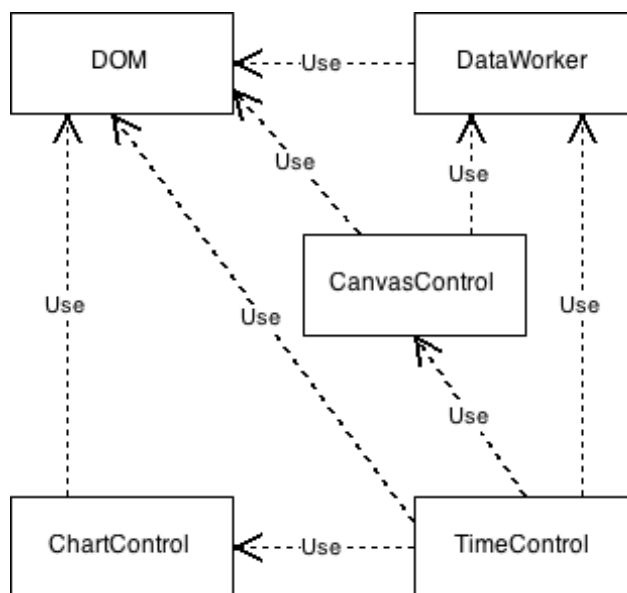 DOM
Use
DataWorker
Use
Use
CanvasControl
Use
Use
Use
Use
ChartControl
Use
TimeControl